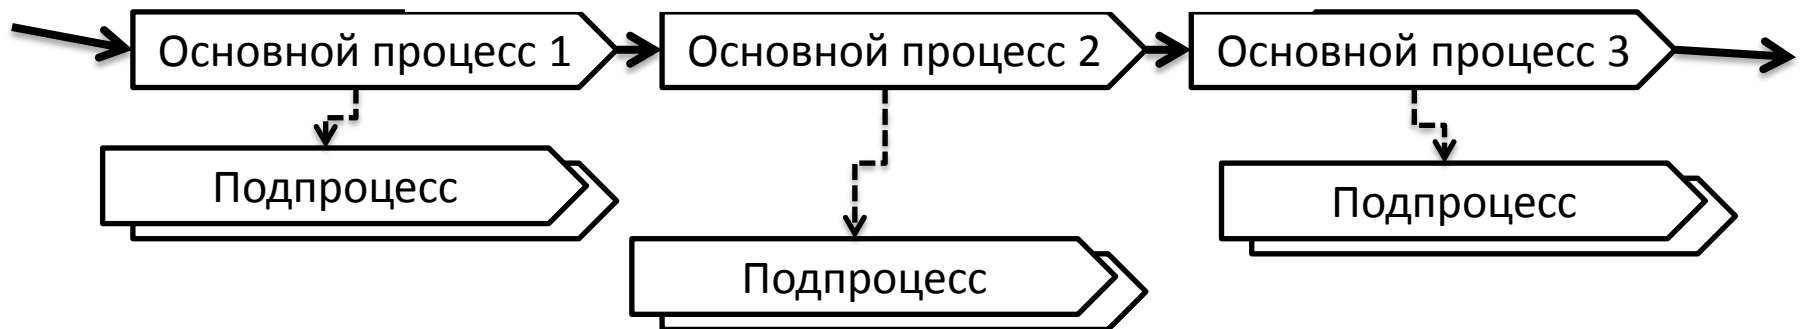 Основной процесс 1
Основной процесс 2
Основной процесс 3
Подпроцесс
Подпроцесс
Подпроцесс